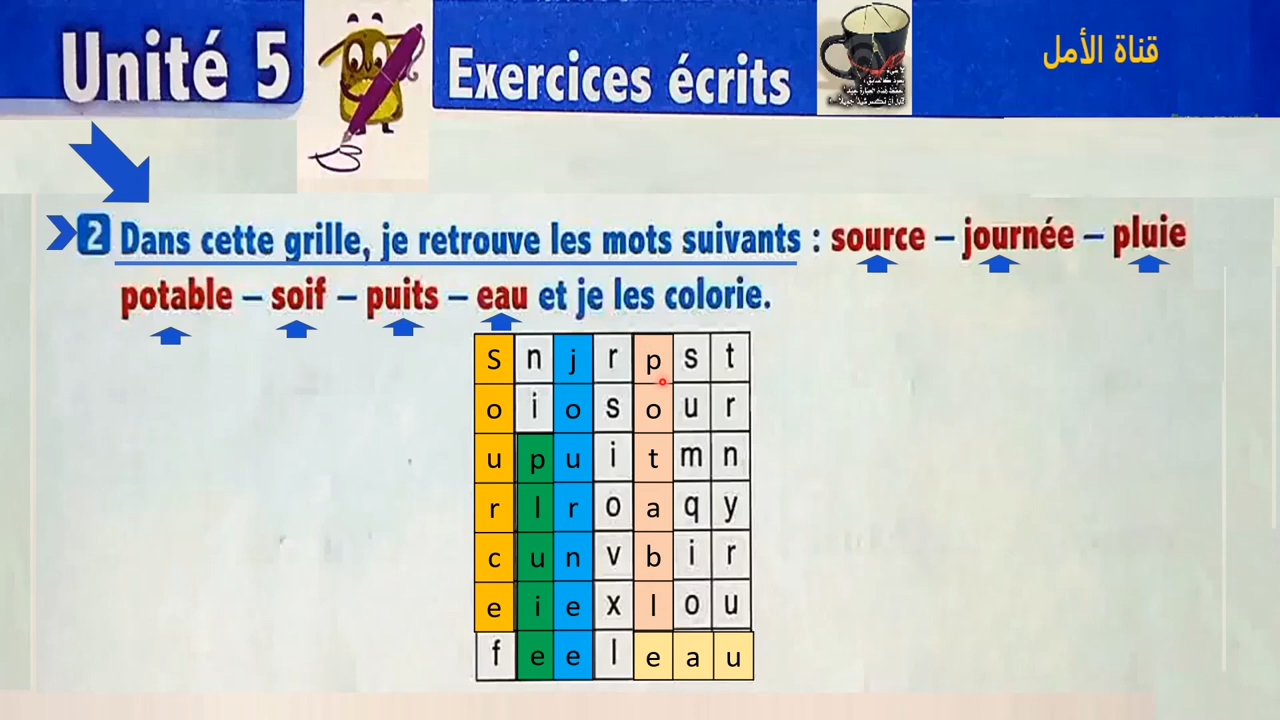 Unité 5
Exercices écrits
قناة الأمل
2 Dans cette grille, je retrouve les mots suivants : source – journée – pluie
potable – soif – puits – eau et je les colorie.
S n j r p s t
o i o s o u r
u p u i t m n
r l r o a q y
c u n v b i r
e i e x l o u
f e e l e a u